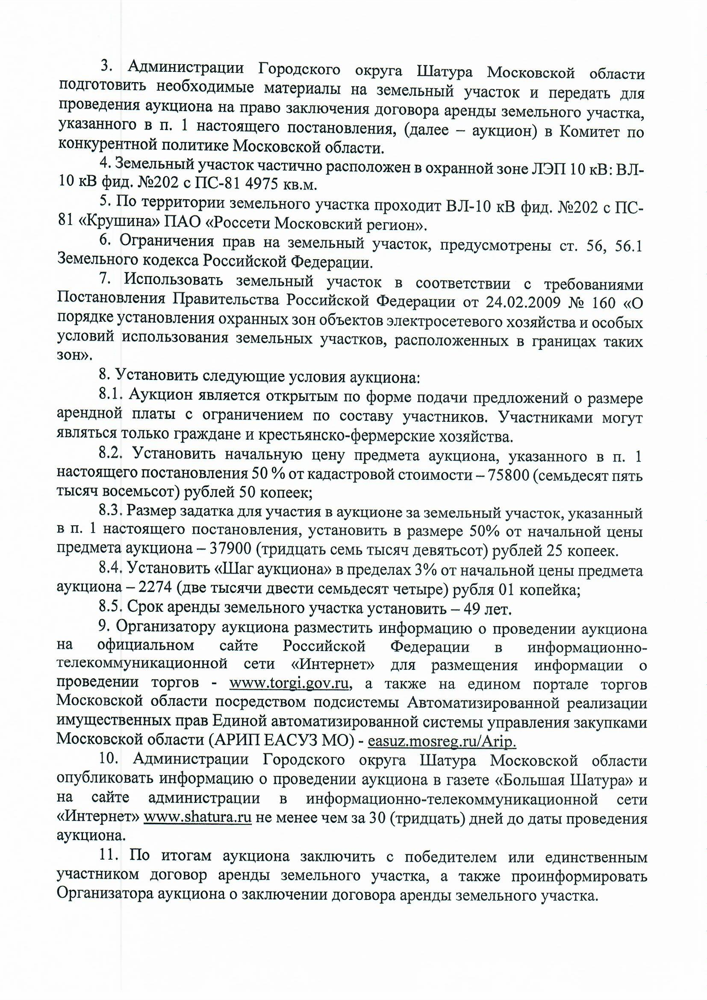 3. Администрации Городского округа Шатура Московской области
подготовить необходимые материалы на земельный участок и передать для
проведения аукциона на право заключения договора аренды земельного участка,
указанного в п. 1 настоящего постановления, (далее – аукцион) в Комитет по
конкурентной политике Московской области.
4. Земельный участок частично расположен в охранной зоне ЛЭП 10 кВ: ВЛ-
10 кВ фид. №202 с ПС-81 4975 кв.м.
5. По территории земельного участка проходит ВЛ-10 кВ фид. №202 с ПС-
81 «Крушина» ПАО «Россети Московский регион».
6. Ограничения прав на земельный участок, предусмотрены ст. 56, 56.1
Земельного кодекса Российской Федерации.
7. Использовать земельный участок в соответствии с требованиями
Постановления Правительства Российской Федерации от 24.02.2009 № 160 «О
порядке установления охранных зон объектов электросетевого хозяйства и особых
условий использования земельных участков, расположенных в границах таких
зон».
8. Установить следующие условия аукциона:
8.1. Аукцион является открытым по форме подачи предложений о размере
арендной платы с ограничением по составу участников. Участниками могут
являться только граждане и крестьянско-фермерские хозяйства.
8.2. Установить начальную цену предмета аукциона, указанного в п. 1
настоящего постановления 50 % от кадастровой стоимости – 75800 (семьдесят пять
тысяч восемьсот) рублей 50 копеек;
8.3. Размер задатка для участия в аукционе за земельный участок, указанный
в п. 1 настоящего постановления, установить в размере 50% от начальной цены
предмета аукциона – 37900 (тридцать семь тысяч девятьсот) рублей 25 копеек.
8.4. Установить «Шаг аукциона» в пределах 3% от начальной цены предмета
аукциона – 2274 (две тысячи двести семьдесят четыре) рубля 01 копейка;
8.5. Срок аренды земельного участка установить – 49 лет.
9. Организатору аукциона разместить информацию о проведении аукциона
на официальном сайте Российской Федерации в информационно-
телекоммуникационной сети «Интернет» для размещения информации о
проведении торгов - www.torgi.gov.ru, а также на едином портале торгов
Московской области посредством подсистемы Автоматизированной реализации
имущественных прав Единой автоматизированной системы управления закупками
Московской области (АРИП ЕАСУЗ МО) - easuz.mosreg.ru/Arip.
10. Администрации Городского округа Шатура Московской области
опубликовать информацию о проведении аукциона в газете «Большая Шатура» и
на сайте администрации в информационно-телекоммуникационной сети
«Интернет» www.shatura.ru не менее чем за 30 (тридцать) дней до даты проведения
аукциона.
11. По итогам аукциона заключить с победителем или единственным
участником договор аренды земельного участка, а также проинформировать
Организатора аукциона о заключении договора аренды земельного участка.